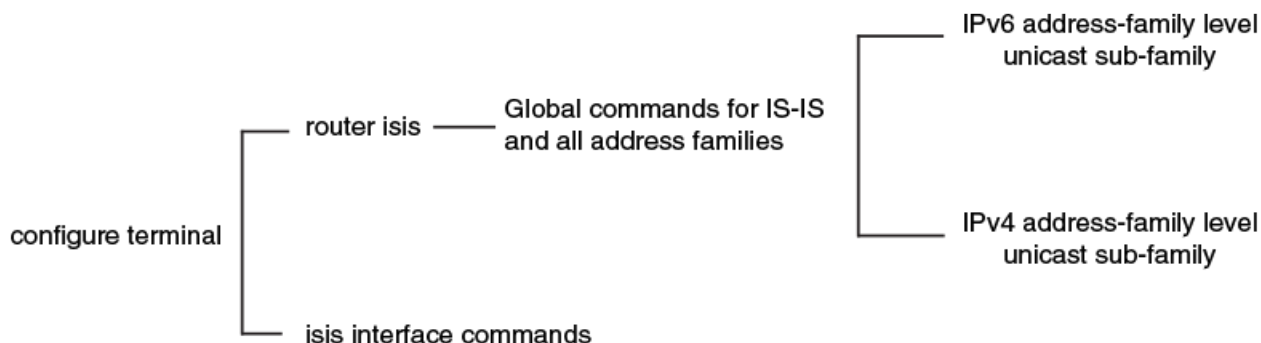 IPv6 address-family level
unicast sub-family
Global commands for IS-IS
and all address families
router isis
configure terminal
IPv4 address-family level
unicast sub-family
isis interface commands